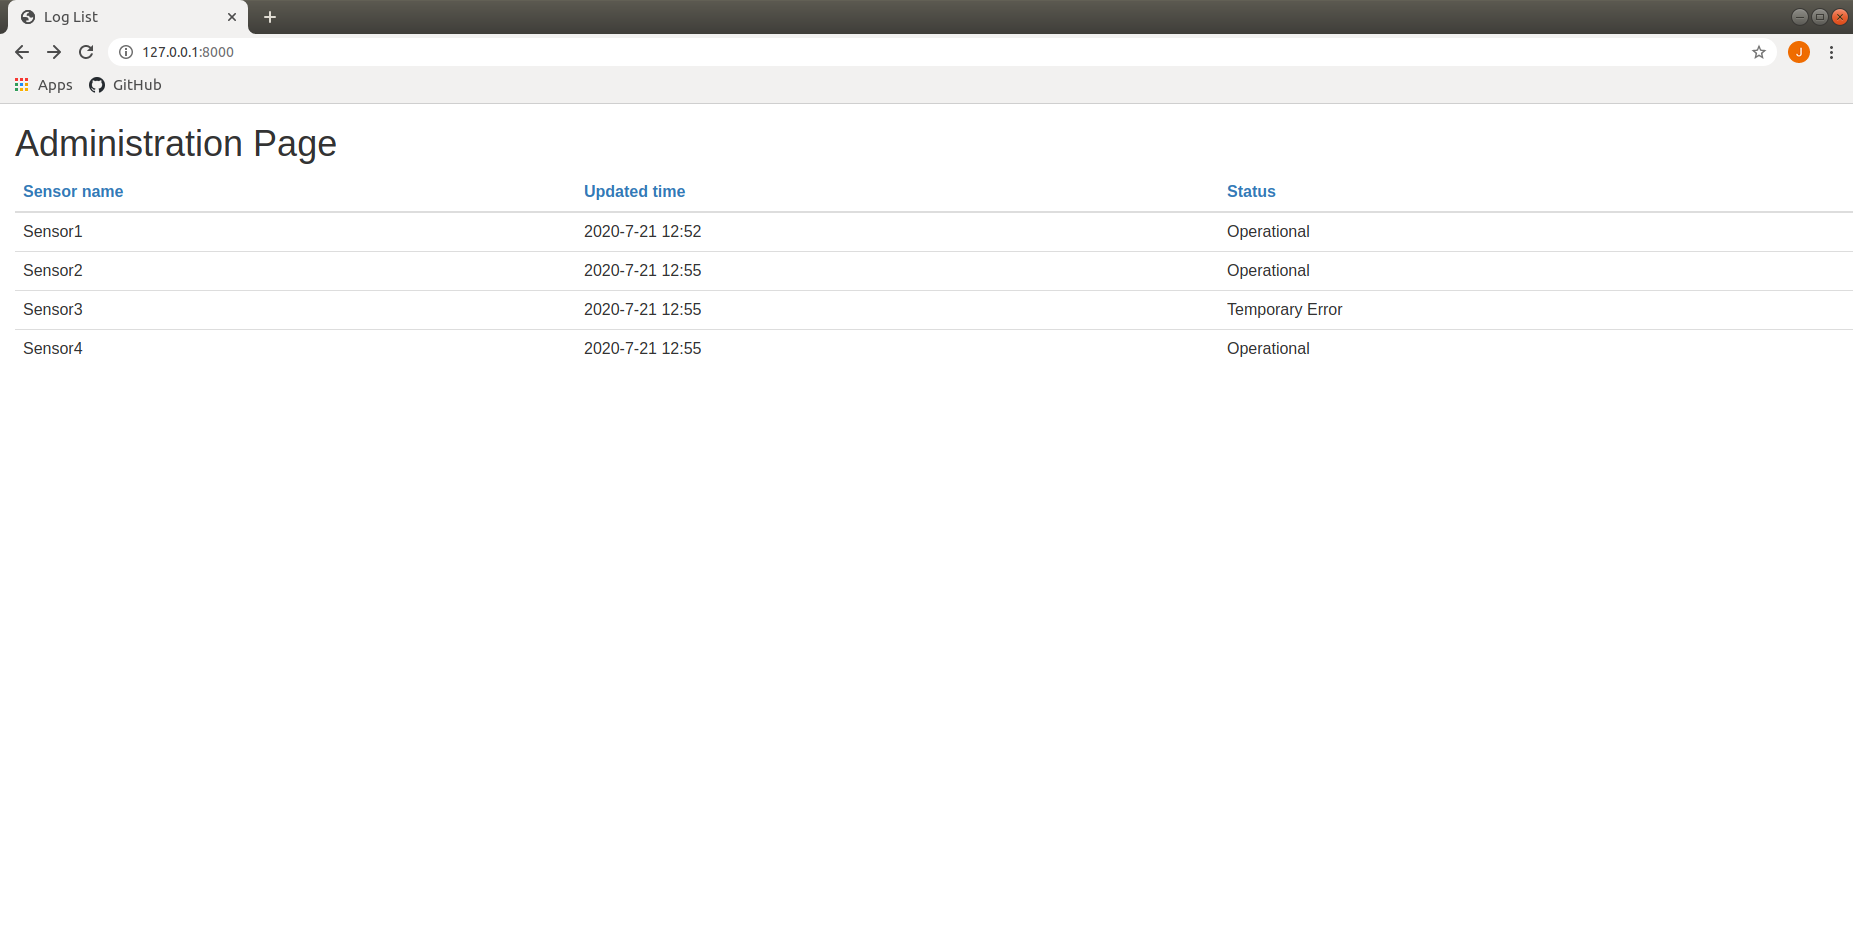 Log List
127.0.0.1:8000
J
Apps GitHub
Administration Page
Sensor name Updated time Status
Sensor1 2020-7-21 12:52 Operational
Sensor2 2020-7-21 12:55 Operational
Sensor3 2020-7-21 12:55 Temporary Error
Sensor4 2020-7-21 12:55 Operational